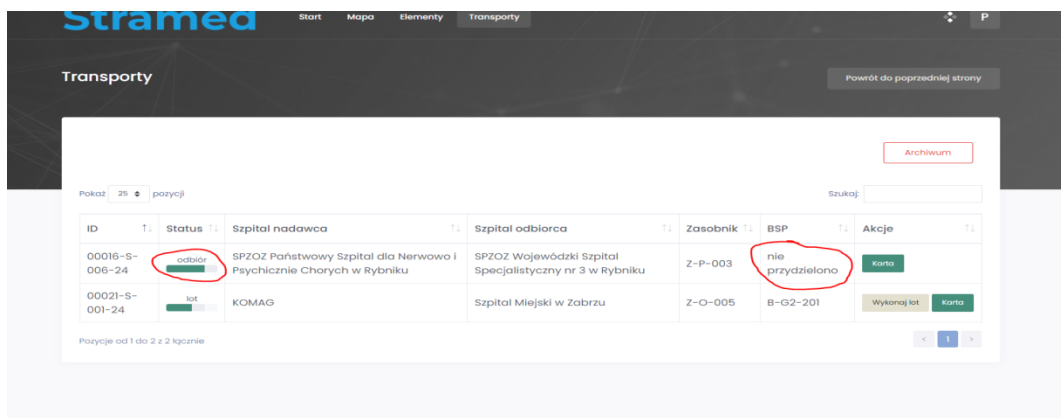 Stramed
Start Mapa Elementy Transporty P
Transporty
Powrót do poprzedniej strony
Archiwum
Pokaż 25 pozycji
Szukaj:
ID Status Szpital nadawca Szpital odbiorca Zasobnik BSP Akcje
00016-S-
006-24
odbiór
SPZOZ Państwowy Szpital dla Nerwowo i
Psychicznie Chorych w Rybniku
SPZOZ Wojewódzki Szpital
Specjalistyczny nr 3 w Rybniku
Z-P-003
nie
przydzielono
Karta
00021-S-
001-24
lot
KOMAG
Szpital Miejski w Zabrzu
Z-O-005
B-G2-201
Wykonaj lot
Karta
Pozycje od 1 do 2 z 2 łącznie
< 1 >